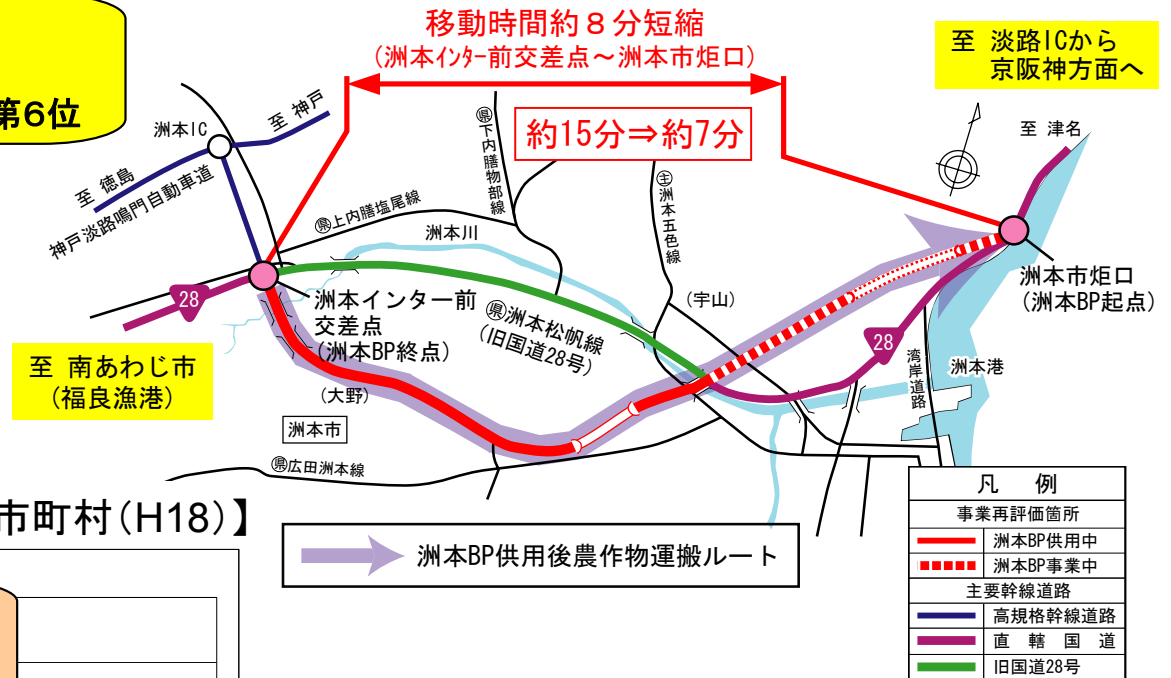 第6位
移動時間約８分短縮
(洲本ｲﾝﾀｰ前交差点～洲本市炬口)
約15分⇒約7分
至 淡路ICから
京阪神方面へ
洲本IC
至 神戸
至 徳島
神戸淡路鳴門自動車道
㊩下内膳物部線
㊩上内膳塩尾線
洲本川
㊤洲本五色線
至 津名
洲本市炬口
(洲本BP起点)
28
洲本インター前
交差点
(洲本BP終点)
㊩洲本松帆線
(旧国道28号)
(宇山)
28
湾岸道路
洲本港
至 南あわじ市
(福良漁港)
(大野)
洲本市
㊩広田洲本線
市町村(H18)】
洲本BP供用後農作物運搬ルート
凡 例
事業再評価箇所
洲本BP供用中
洲本BP事業中
主要幹線道路
高規格幹線道路
直轄国道
旧国道28号